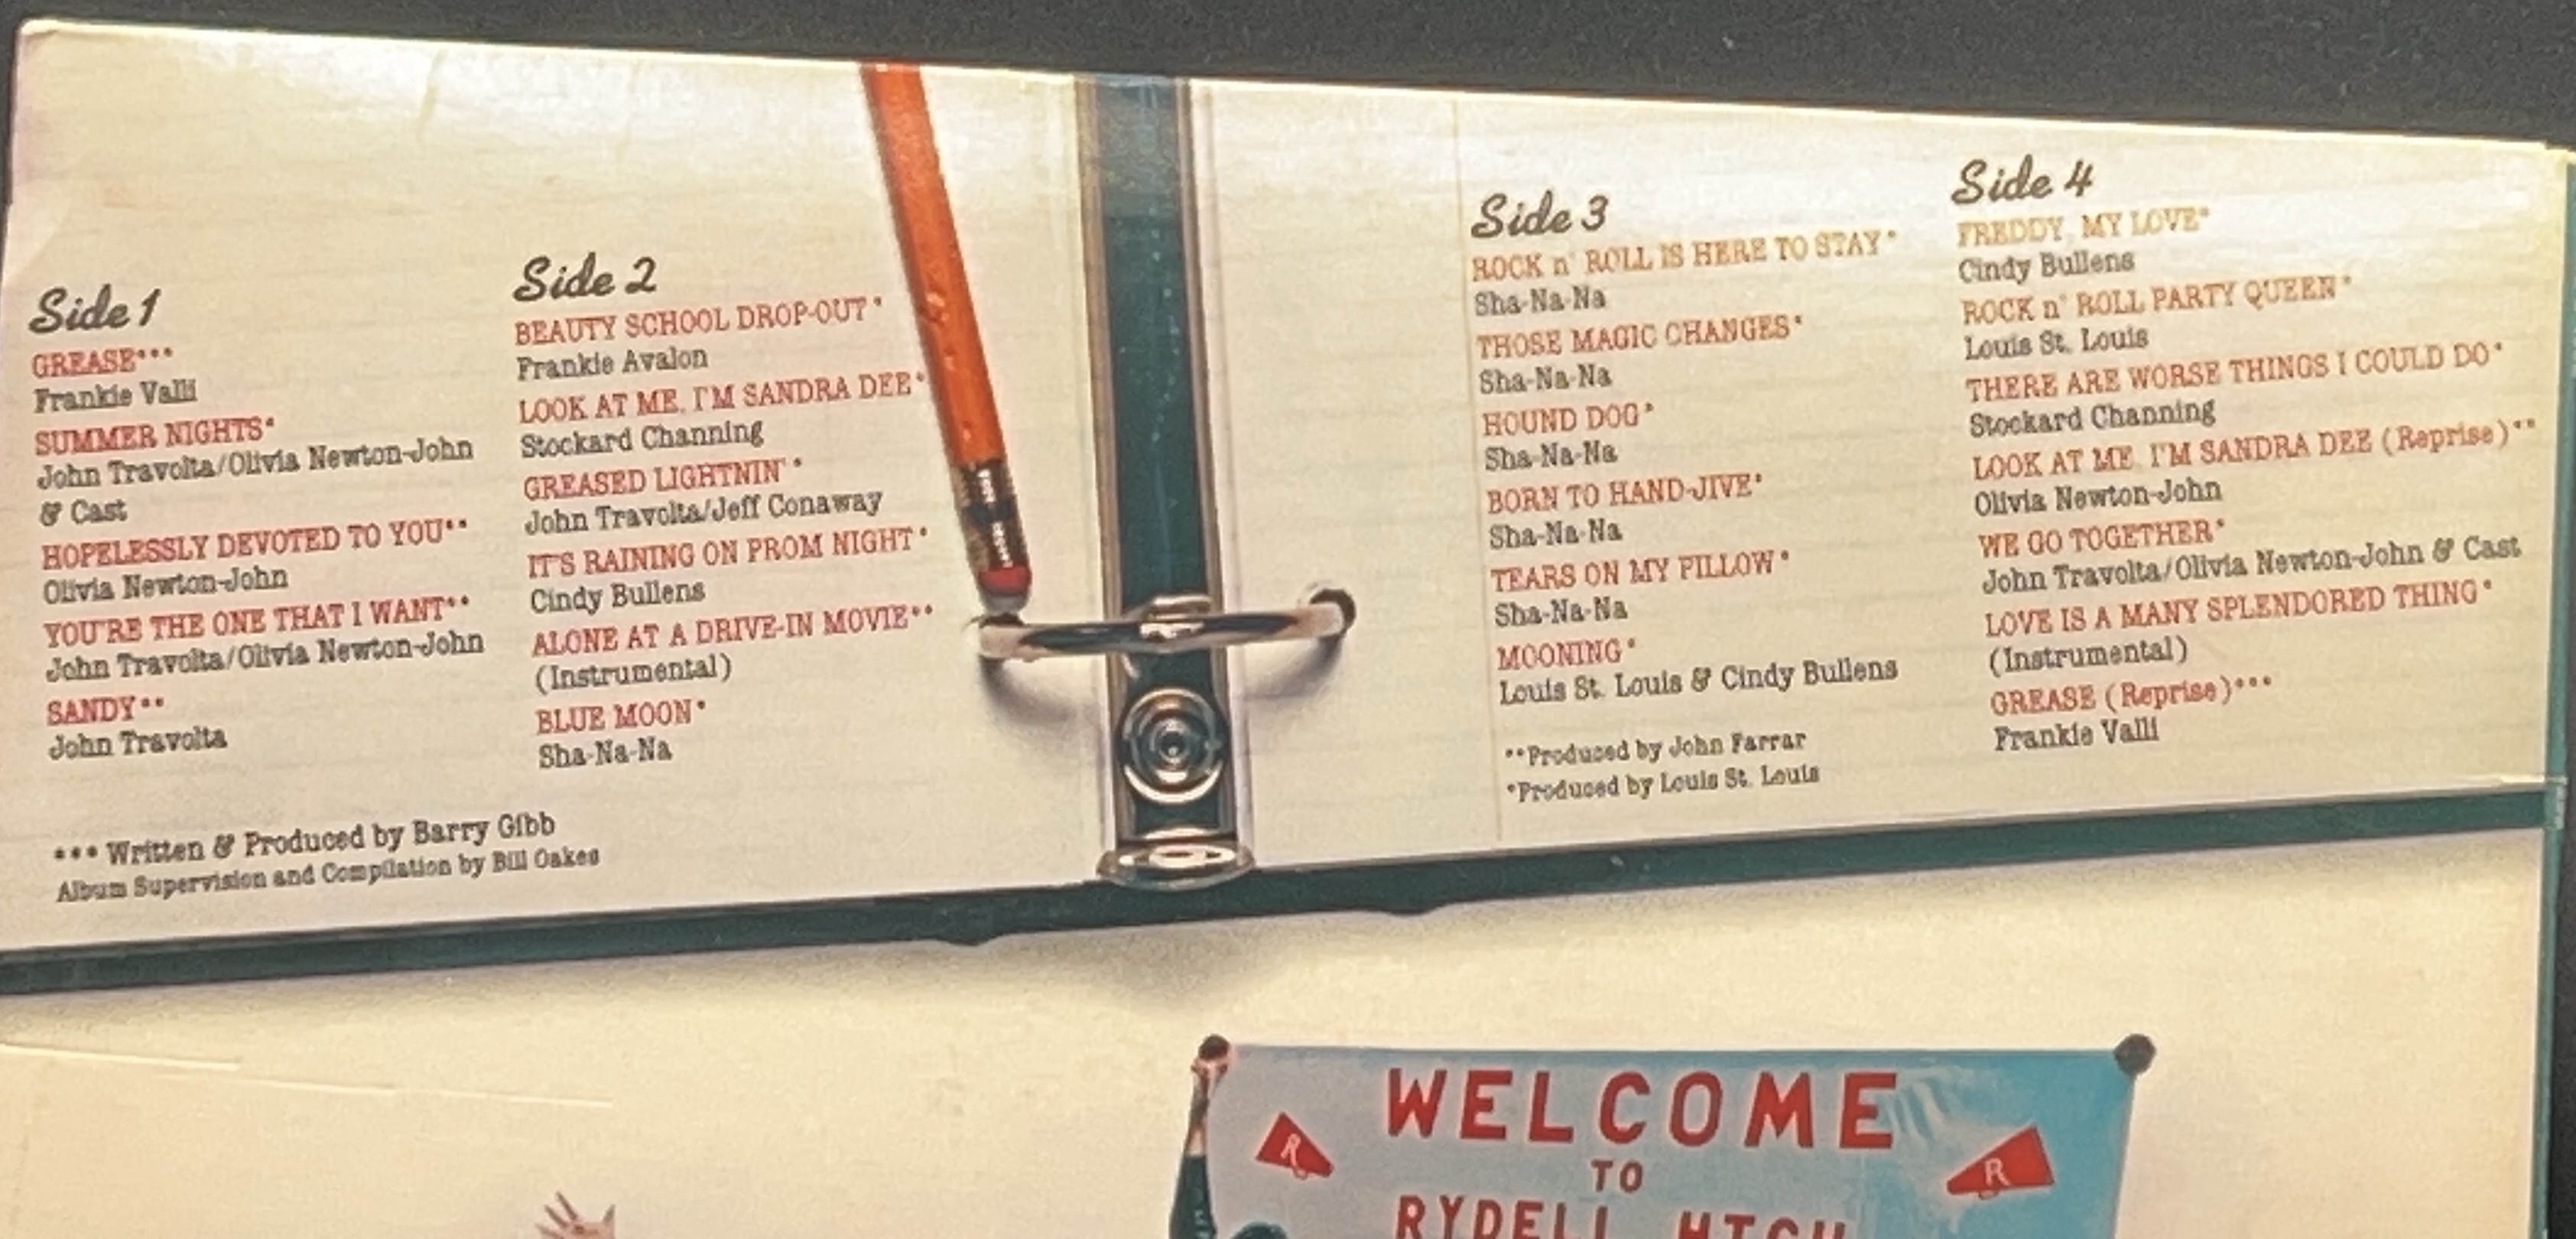 Side 1
GREASE***
Frankie Valli
SUMMER NIGHTS*
John Travolta/Olivia Newton-John
& Cast
HOPELESSLY DEVOTED TO YOU**
Olivia Newton-John
YOU'RE THE ONE THAT I WANT**
John Travolta/Olivia Newton-John
SANDY**
John Travolta
*** Written & Produced by Barry Gibb
Album Supervision and Compilation by Bill Oakes
Side 2
BEAUTY SCHOOL DROP-OUT*
Frankie Avalon
LOOK AT ME, I'M SANDRA DEE*
Stockard Channing
GREASED LIGHTNIN'*
John Travolta/Jeff Conaway
IT'S RAINING ON PROM NIGHT*
Cindy Bullens
ALONE AT A DRIVE-IN MOVIE**
(Instrumental)
BLUE MOON*
Sha-Na-Na
Side 3
ROCK n' ROLL IS HERE TO STAY*
Sha-Na-Na
THOSE MAGIC CHANGES*
Sha-Na-Na
HOUND DOG*
Sha-Na-Na
BORN TO HAND-JIVE*
Sha-Na-Na
TEARS ON MY PILLOW*
Sha-Na-Na
MOONING*
Louis St. Louis & Cindy Bullens
**Produced by John Farrar
*Produced by Louis St. Louis
Side 4
FREDDY, MY LOVE*
Cindy Bullens
ROCK n' ROLL PARTY QUEEN*
Louis St. Louis
THERE ARE WORSE THINGS I COULD DO*
Stockard Channing
LOOK AT ME, I'M SANDRA DEE (Reprise)**
Olivia Newton-John
WE GO TOGETHER*
John Travolta/Olivia Newton-John & Cast
LOVE IS A MANY SPLENDORED THING*
(Instrumental)
GREASE (Reprise)***
Frankie Valli
WELCOME
R
R
TO
RYDELL HIGH